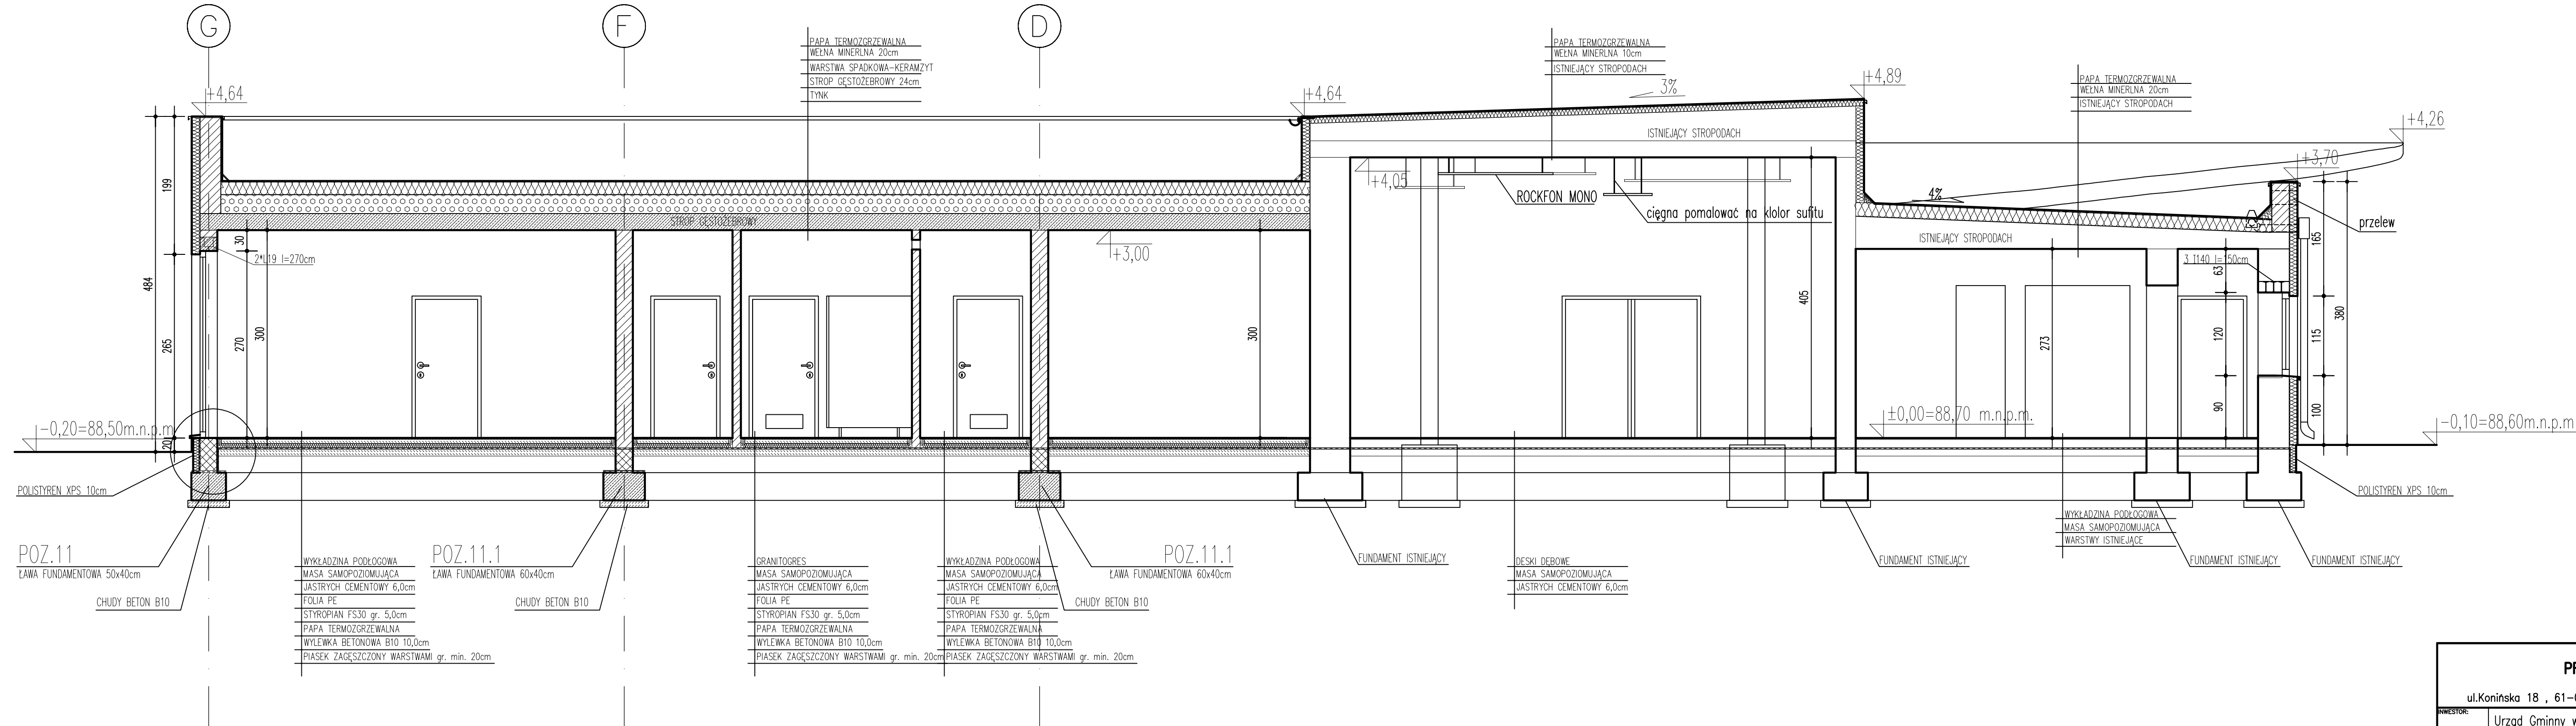 G
F
D
PAPA TERMOZGRZEWALNA
WEŁNA MINERLNA 20cm
WARSTWA SPADKOWA-KERAMZYT
STROP GĘSTOŻEBROWY 24cm
TYNK
PAPA TERMOZGRZEWALNA
WEŁNA MINERLNA 10cm
ISTNIEJĄCY STROPODACH
PAPA TERMOZGRZEWALNA
WEŁNA MINERLNA 20cm
ISTNIEJĄCY STROPODACH
+4,64
+4,64
3%
+4,89
+4,26
+3,70
ISTNIEJĄCY STROPODACH
+4,05
ROCKFON MONO
cięgna pomalować na klolor sufitu
4%
przelew
ISTNIEJĄCY STROPODACH
STROP GĘSTOŻEBROWY
2*L19 l=270cm
+3,00
3 I140 l=150cm
484
199
265
20
30
270
300
300
405
273
63
120
90
165
115
100
380
-0,20=88,50m.n.p.m
±0,00=88,70 m.n.p.m.
-0,10=88,60m.n.p.m
POLISTYREN XPS 10cm
POLISTYREN XPS 10cm
POZ.11
ŁAWA FUNDAMENTOWA 50x40cm
CHUDY BETON B10
WYKŁADZINA PODŁOGOWA
MASA SAMOPOZIOMUJĄCA
JASTRYCH CEMENTOWY 6,0cm
FOLIA PE
STYROPIAN FS30 gr. 5,0cm
PAPA TERMOZGRZEWALNA
WYLEWKA BETONOWA B10 10,0cm
PIASEK ZAGĘSZCZONY WARSTWAMI gr. min. 20cm
POZ.11.1
ŁAWA FUNDAMENTOWA 60x40cm
CHUDY BETON B10
GRANITOGRES
MASA SAMOPOZIOMUJĄCA
JASTRYCH CEMENTOWY 6,0cm
FOLIA PE
STYROPIAN FS30 gr. 5,0cm
PAPA TERMOZGRZEWALNA
WYLEWKA BETONOWA B10 10,0cm
PIASEK ZAGĘSZCZONY WARSTWAMI gr. min. 20cm
WYKŁADZINA PODŁOGOWA
MASA SAMOPOZIOMUJĄCA
JASTRYCH CEMENTOWY 6,0cm
FOLIA PE
STYROPIAN FS30 gr. 5,0cm
PAPA TERMOZGRZEWALNA
WYLEWKA BETONOWA B10 10,0cm
PIASEK ZAGĘSZCZONY WARSTWAMI gr. min. 20cm
POZ.11.1
ŁAWA FUNDAMENTOWA 60x40cm
CHUDY BETON B10
FUNDAMENT ISTNIEJĄCY
DESKI DĘBOWE
MASA SAMOPOZIOMUJĄCA
JASTRYCH CEMENTOWY 6,0cm
FUNDAMENT ISTNIEJĄCY
WYKŁADZINA PODŁOGOWA
MASA SAMOPOZIOMUJĄCA
WARSTWY ISTNIEJĄCE
FUNDAMENT ISTNIEJĄCY
FUNDAMENT ISTNIEJĄCY
ul.Konińska 18 , 61-
INWESTOR:
Urząd Gminny